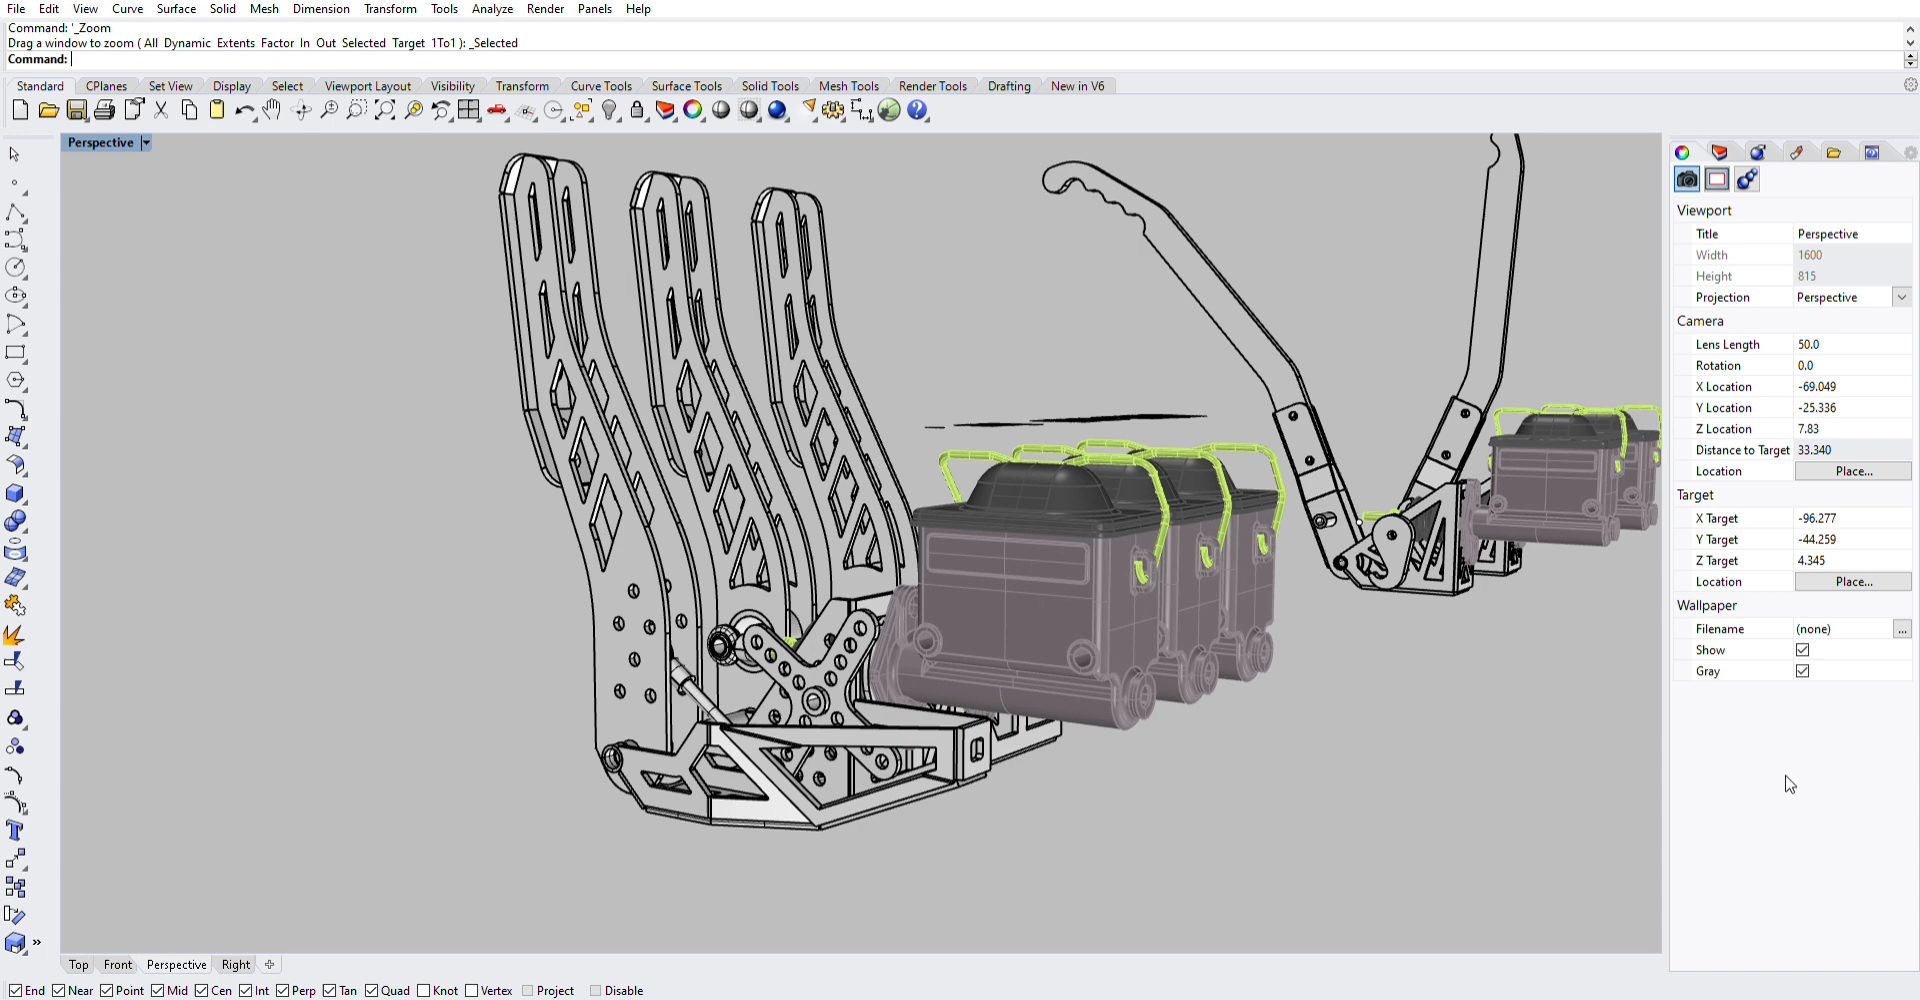 File Edit View Curve Surface Solid Mesh Dimension Transform Tools Analyze Render Panels Help
Command: '_Zoom
Drag a window to zoom ( All Dynamic Extents Factor In Out Selected Target 1To1 ): _Selected
Command:
Standard CPlanes Set View Display Select Viewport Layout Visibility Transform Curve Tools Surface Tools Solid Tools Mesh Tools Render Tools Drafting New in V6
Perspective
Viewport
Title Perspective
Width 1600
Height 815
Projection Perspective
Camera
Lens Length 50.0
Rotation 0.0
X Location -69.049
Y Location -25.336
Z Location 7.83
Distance to Target 33.340
Location Place...
Target
X Target -96.277
Y Target -44.259
Z Target 4.345
Location Place...
Wallpaper
Filename (none) ...
Show
Gray
Top Front Perspective Right
End Near Point Mid Cen Int Perp Tan Quad Knot Vertex Project Disable